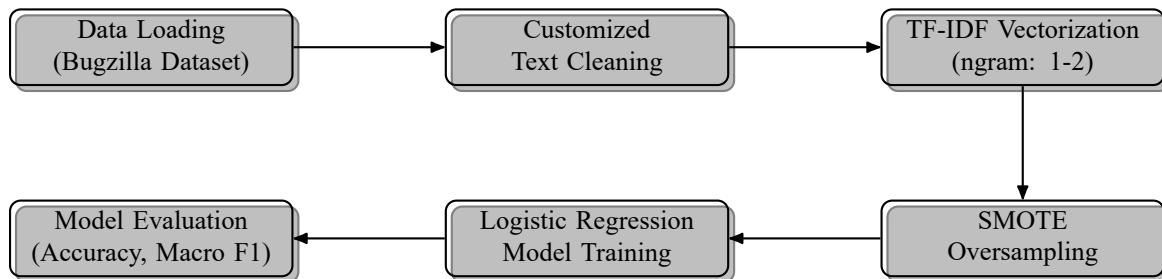 Data Loading
(Bugzilla Dataset)
Customized
Text Cleaning
TF-IDF Vectorization
(ngram: 1-2)
SMOTE
Oversampling
Logistic Regression
Model Training
Model Evaluation
(Accuracy, Macro F1)